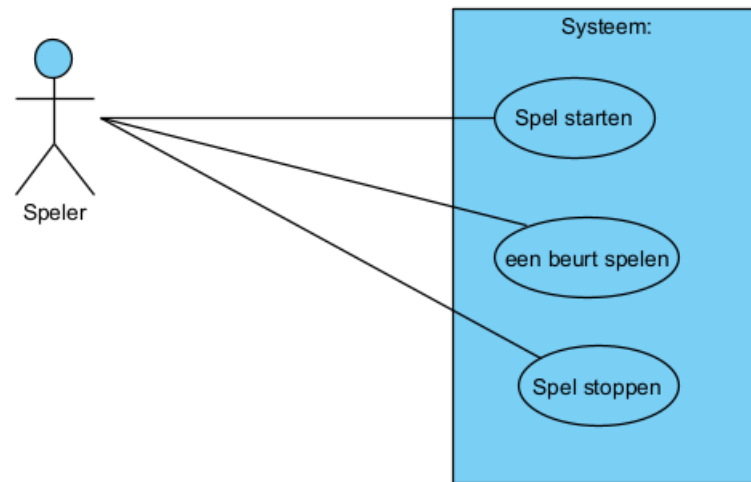 Systeem:
Spel starten
Speler
een beurt spelen
Spel stoppen